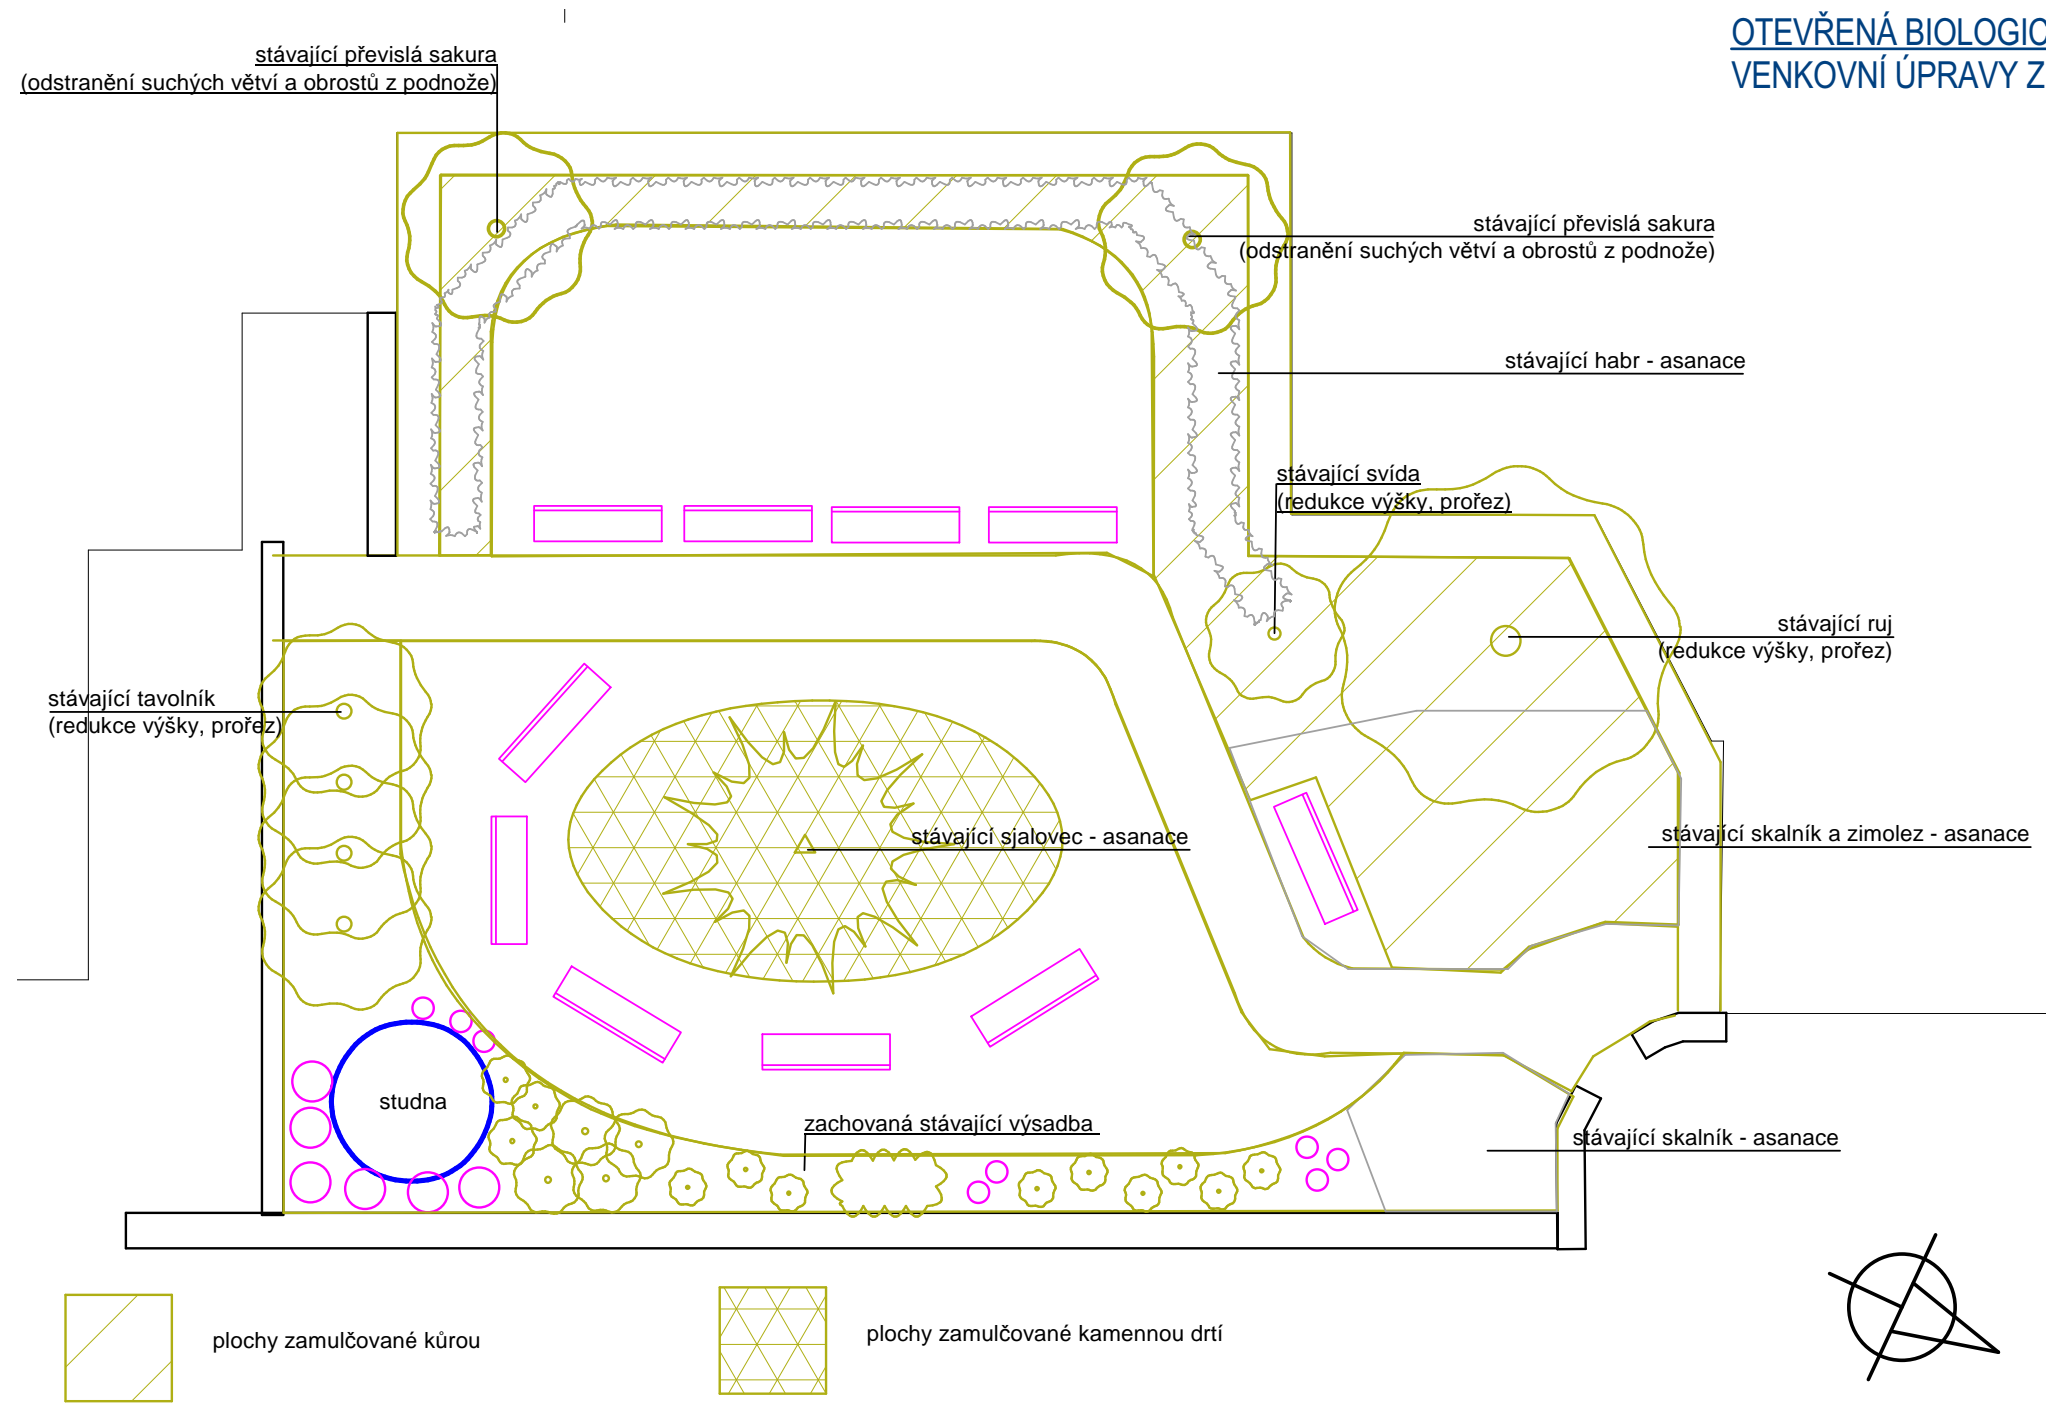 OTEVŘENÁ BIOLOGIC
VENKOVNÍ ÚPRAVY Z
stávající převislá sakura
(odstranění suchých větví a obrostů z podnože)
stávající převislá sakura
(odstranění suchých větví a obrostů z podnože)
stávající habr - asanace
stávající svída
(redukce výšky, prořez)
stávající ruj
(redukce výšky, prořez)
stávající tavolník
(redukce výšky, prořez)
stávající sjalovec - asanace
stávající skalník a zimolez - asanace
studna
zachovaná stávající výsadba
stávající skalník - asanace
plochy zamulčované kůrou
plochy zamulčované kamennou drtí